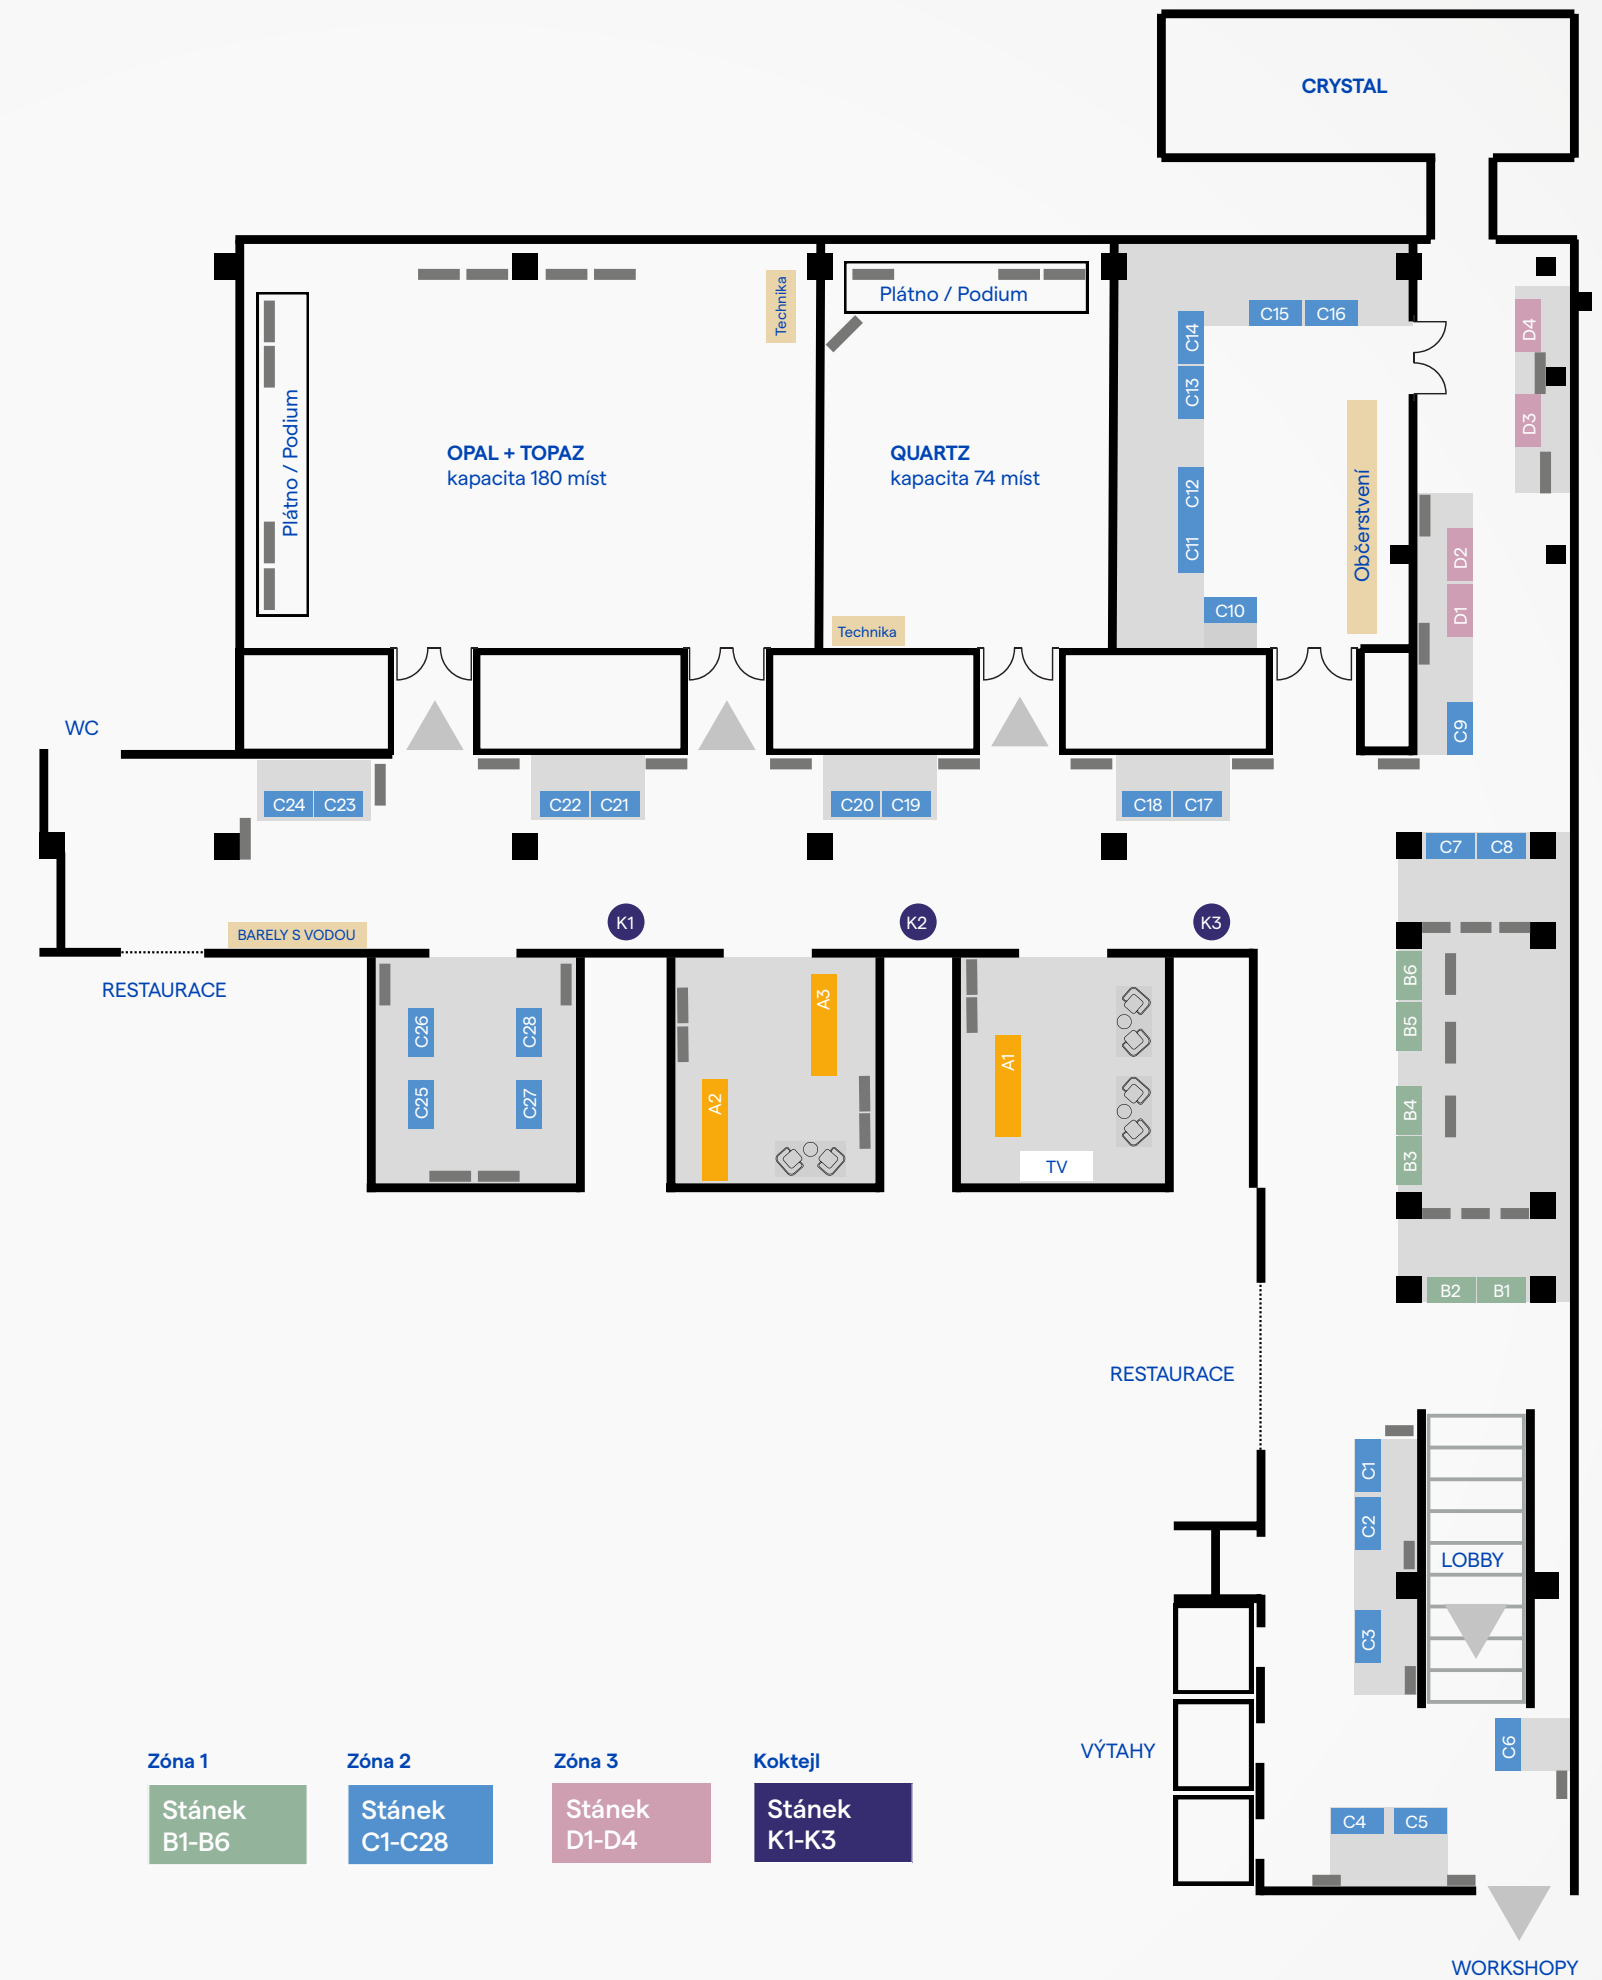 CRYSTAL
Plátno / Podium
Technika
Plátno / Podium
C15
C16
C14
C13
D4
D3
OPAL + TOPAZ
kapacita 180 míst
QUARTZ
kapacita 74 míst
C12
C11
Občerstvení
D2
D1
C10
Technika
C9
WC
C24
C23
C22
C21
C20
C19
C18
C17
C7
C8
K1
K2
K3
BARELY S VODOU
RESTAURACE
B6
B5
B4
B3
C26
C28
C25
C27
A3
A2
A1
TV
B2
B1
RESTAURACE
C1
C2
LOBBY
C3
VÝTAHY
C6
C4
C5
Zóna 1
Stánek
B1-B6
Zóna 2
Stánek
C1-C28
Zóna 3
Stánek
D1-D4
Koktejl
Stánek
K1-K3
WORKSHOPY